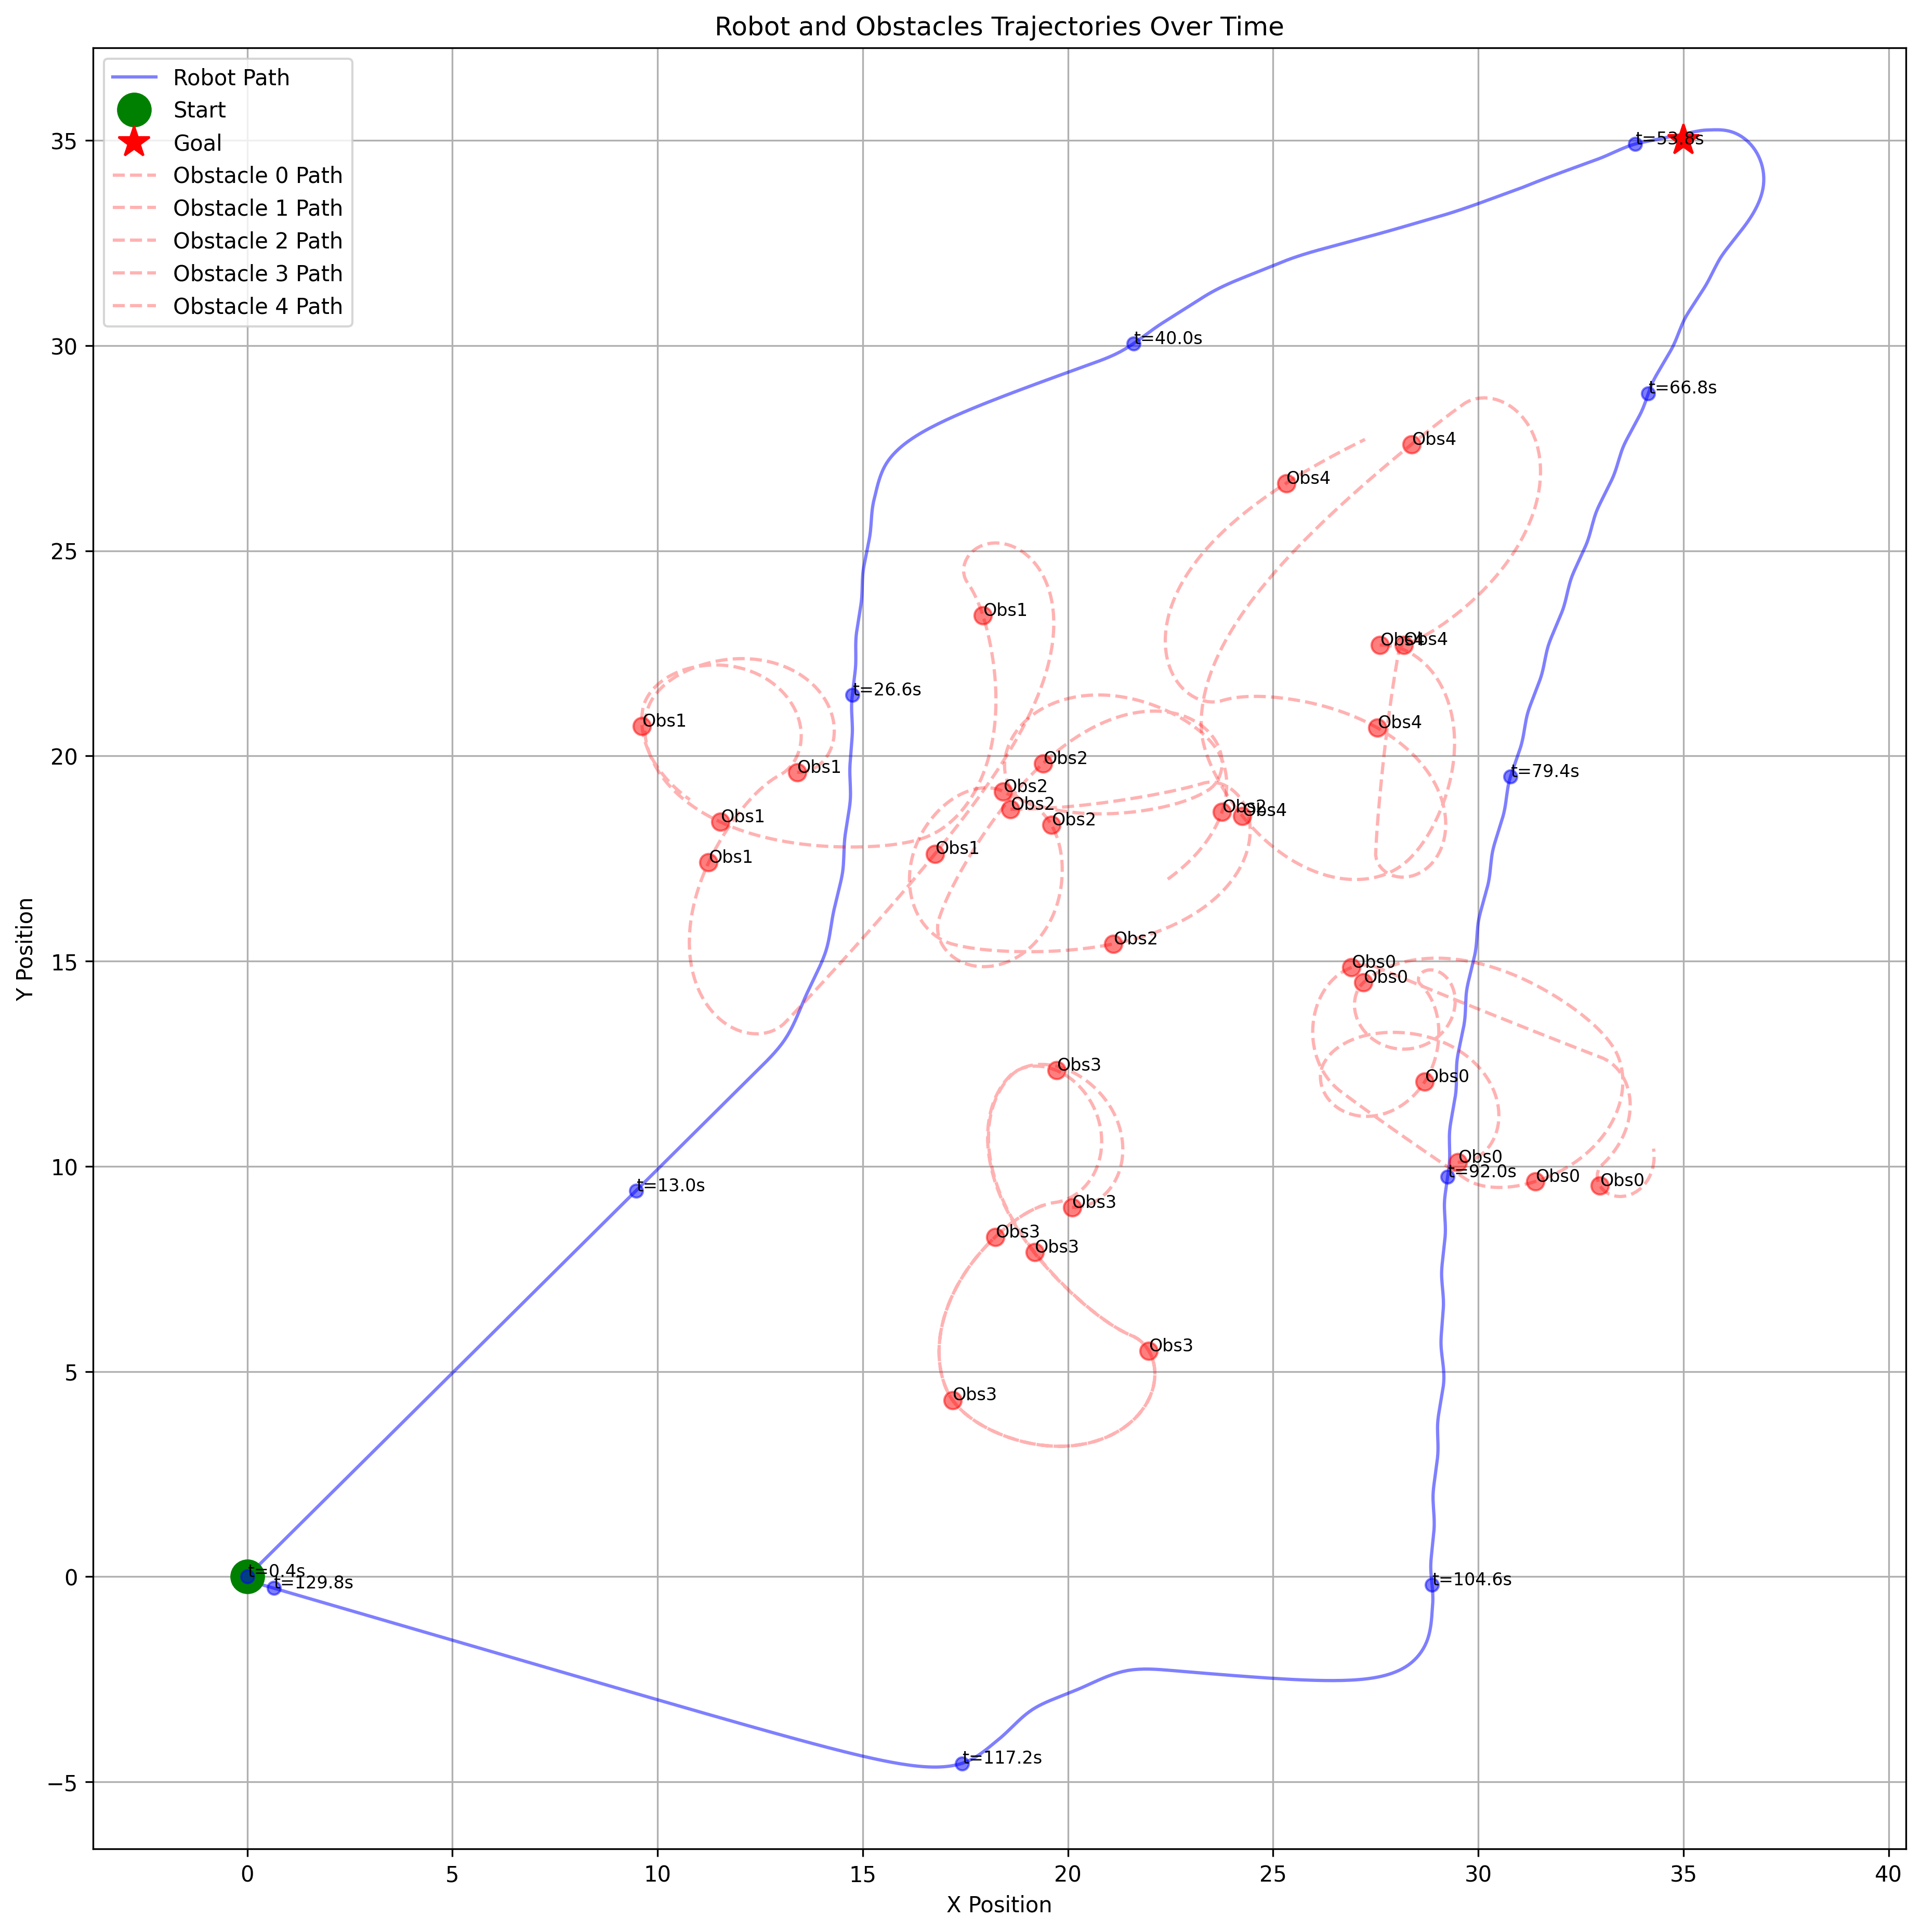 Robot and Obstacles Trajectories Over Time
Robot Path
Start
Goal
Obstacle 0 Path
Obstacle 1 Path
Obstacle 2 Path
Obstacle 3 Path
Obstacle 4 Path
t=53.8s
t=40.0s
t=66.8s
Obs4
Obs4
Obs1
Obs4
Obs4
t=26.6s
Obs1
Obs4
Obs2
Obs1
t=79.4s
Obs2
Obs2
Obs2
Obs4
Obs1
Obs2
Obs1
Obs1
Obs2
Obs0
Obs0
Obs3
Obs0
Obs0
t=92.0s
Obs0
Obs0
t=13.0s
Obs3
Obs3
Obs3
Obs3
Obs3
t=0.4s
t=129.8s
t=104.6s
t=117.2s
35
30
25
20
15
10
5
0
−5
Y Position
0
5
10
15
20
25
30
35
40
X Position